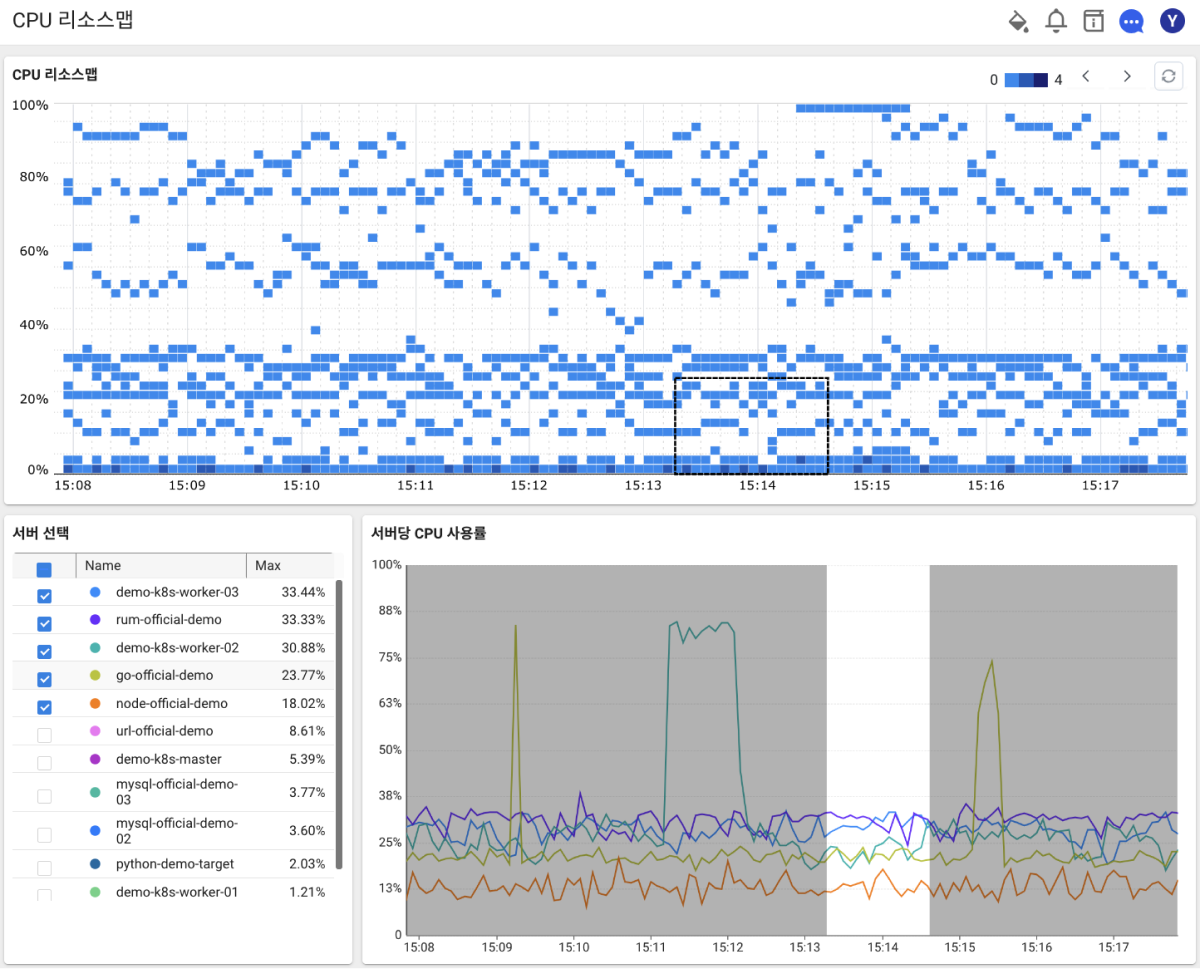 CPU 리소스맵
Y
CPU 리소스맵
0 4
100%
80%
60%
40%
20%
0%
15:08 15:09 15:10 15:11 15:12 15:13 15:14 15:15 15:16 15:17
서버 선택
Name Max
demo-k8s-worker-03 33.44%
rum-official-demo 33.33%
demo-k8s-worker-02 30.88%
go-official-demo 23.77%
node-official-demo 18.02%
url-official-demo 8.61%
demo-k8s-master 5.39%
mysql-official-demo-
03 3.77%
mysql-official-demo-
02 3.60%
python-demo-target 2.03%
demo-k8s-worker-01 1.21%
서버당 CPU 사용률
100%
88%
75%
63%
50%
38%
25%
13%
0
15:08 15:09 15:10 15:11 15:12 15:13 15:14 15:15 15:16 15:17